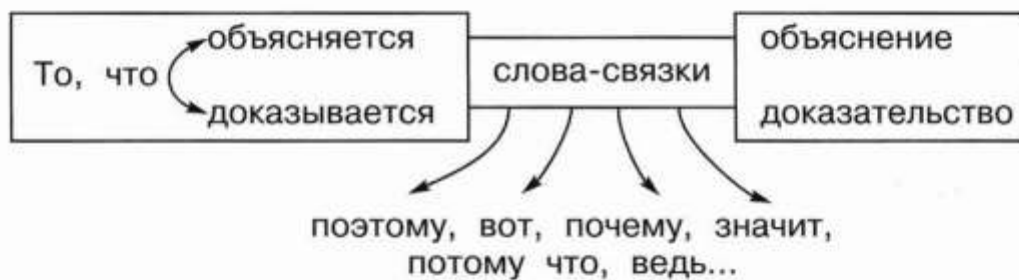 объясняется
То, что
доказывается
слова-связки
объяснение
доказательство
поэтому, вот, почему, значит,
потому что, ведь...